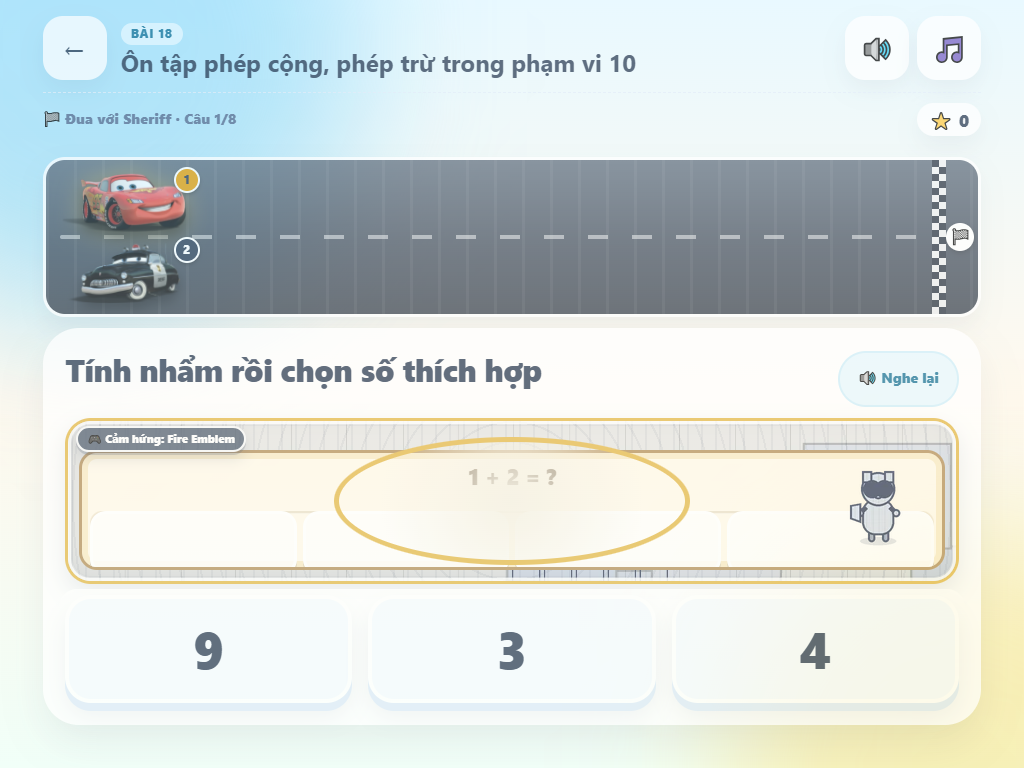 ←
BÀI 18
Ôn tập phép cộng, phép trừ trong phạm vi 10
Đua với Sheriff · Câu 1/8
0
1
2
Tính nhẩm rồi chọn số thích hợp
Nghe lại
Cảm hứng: Fire Emblem
1 + 2 = ?
9
3
4